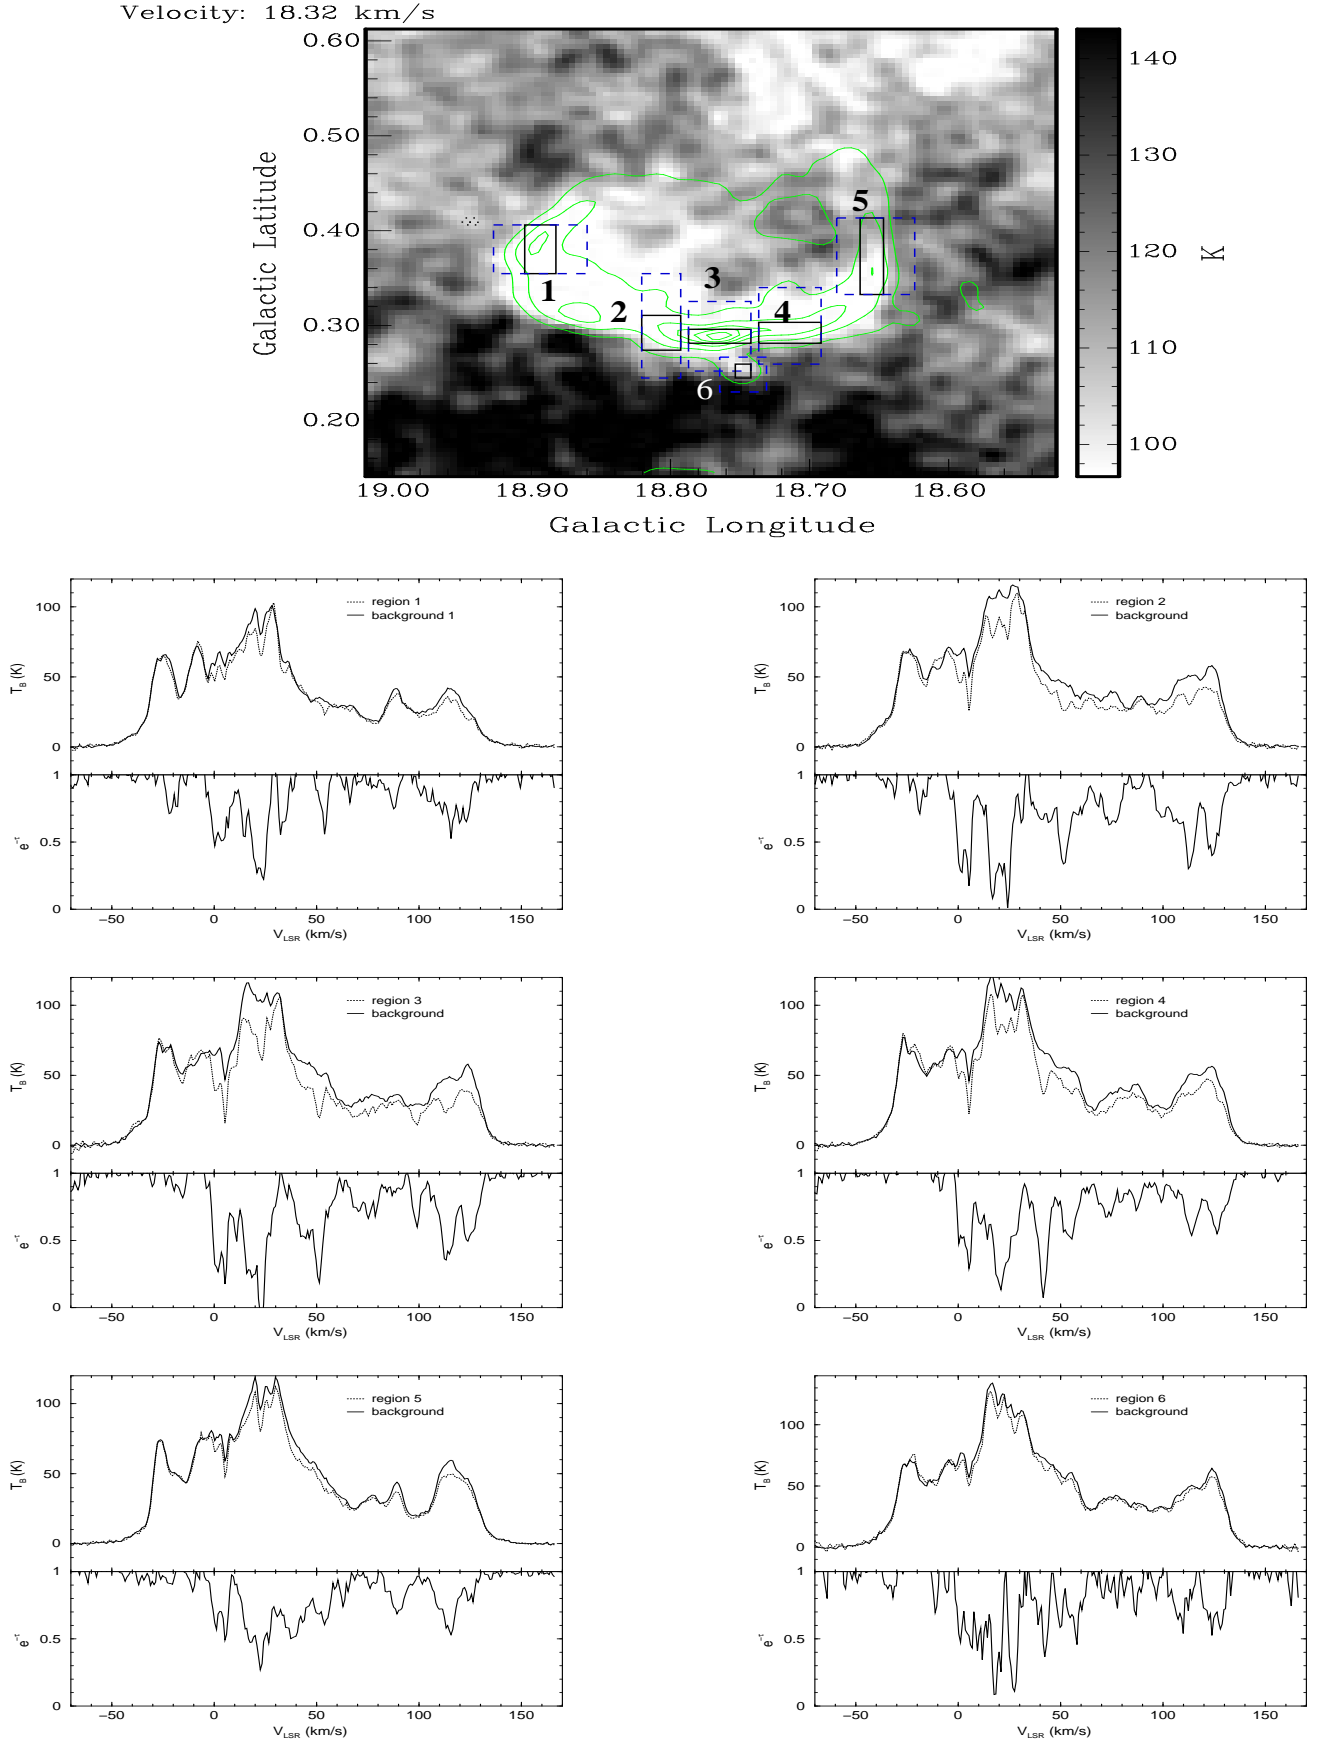 Velocity: 18.32 km/s
0.60
0.50
0.40
0.30
0.20
Galactic Latitude
19.00 18.90 18.80 18.70 18.60
Galactic Longitude
1
2
3
4
5
6
140
130
120
110
100
K
region 1
background 1
100
50
0
T_B (K)
1
0.5
0
e^−τ
−50 0 50 100 150
V_LSR (km/s)
region 2
background
100
50
0
T_B (K)
1
0.5
0
e^−τ
−50 0 50 100 150
V_LSR (km/s)
region 3
background
100
50
0
T_B (K)
1
0.5
0
e^−τ
−50 0 50 100 150
V_LSR (km/s)
region 4
background
100
50
0
T_B (K)
1
0.5
0
e^−τ
−50 0 50 100 150
V_LSR (km/s)
region 5
background
100
50
0
T_B (K)
1
0.5
0
e^−τ
−50 0 50 100 150
V_LSR (km/s)
region 6
background
100
50
0
T_B (K)
1
0.5
0
e^−τ
−50 0 50 100 150
V_LSR (km/s)